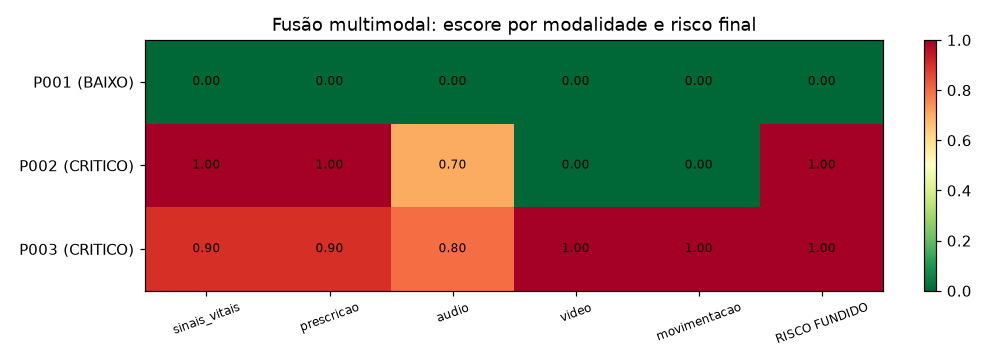 Fusão multimodal: escore por modalidade e risco final
P001 (BAIXO) 0.00 0.00 0.00 0.00 0.00 0.00
P002 (CRITICO) 1.00 1.00 0.70 0.00 0.00 1.00
P003 (CRITICO) 0.90 0.90 0.80 1.00 1.00 1.00
sinais_vitais prescricao audio video movimentacao RISCO FUNDIDO
1.0
0.8
0.6
0.4
0.2
0.0